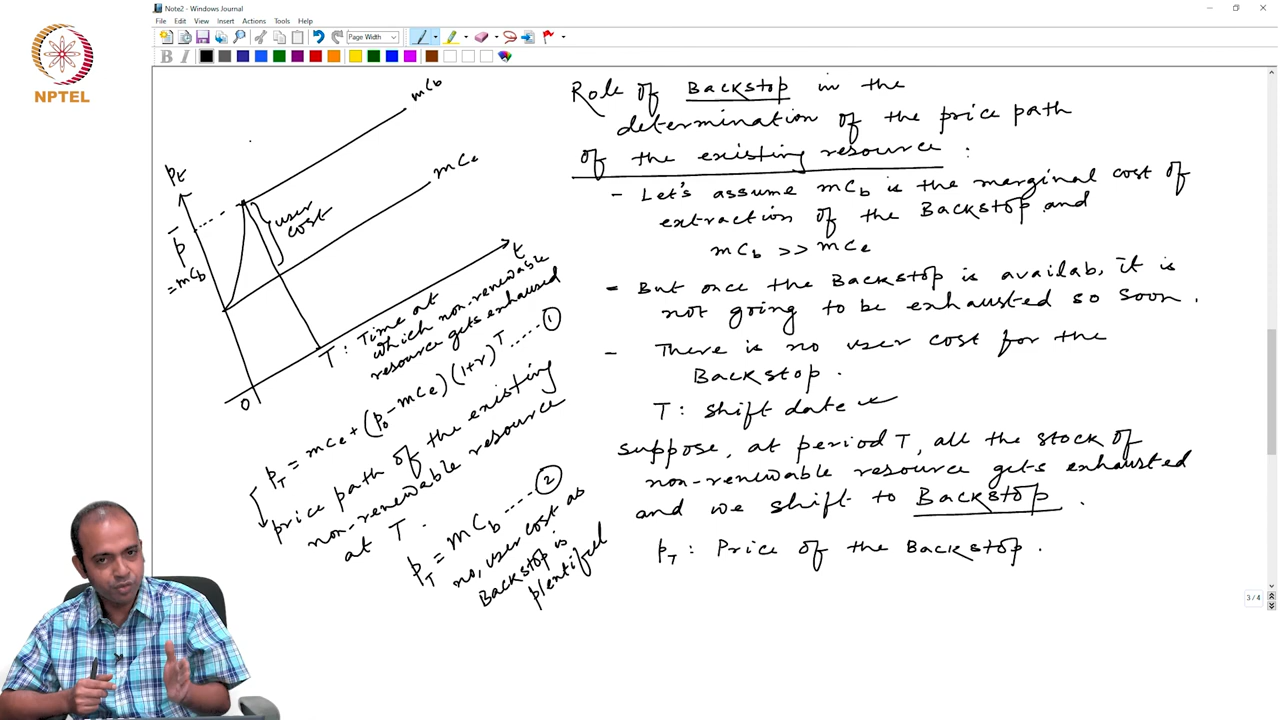 Note2 - Windows Journal
File Edit View Insert Actions Tools Help
Page Width
B I
NPTEL
Role of Backstop in the
determination of the price path
of the existing resource :
- Let's assume mCb is the marginal cost of
extraction of the Backstop and
mCb >> mCe
- But once the Backstop is availab, it is
not going to be exhausted so soon.
- There is no user cost for the
Backstop.
T: shift date
suppose, at period T, all the stock of
non-renewable resource gets exhausted
and we shift to Backstop.
pT: Price of the Backstop.
mCb
mCe
pt
p̄
=mCb
user
cost
t
0
T: Time at
which non-renewable
resource gets exhaused
pT = mCe + (p0 - mCe)(1+r)^T ..... ①
price path of the existing
non-renewable resource
at T.
pT = mCb ..... ②
no, user cost as
Backstop is
plentiful
3/4